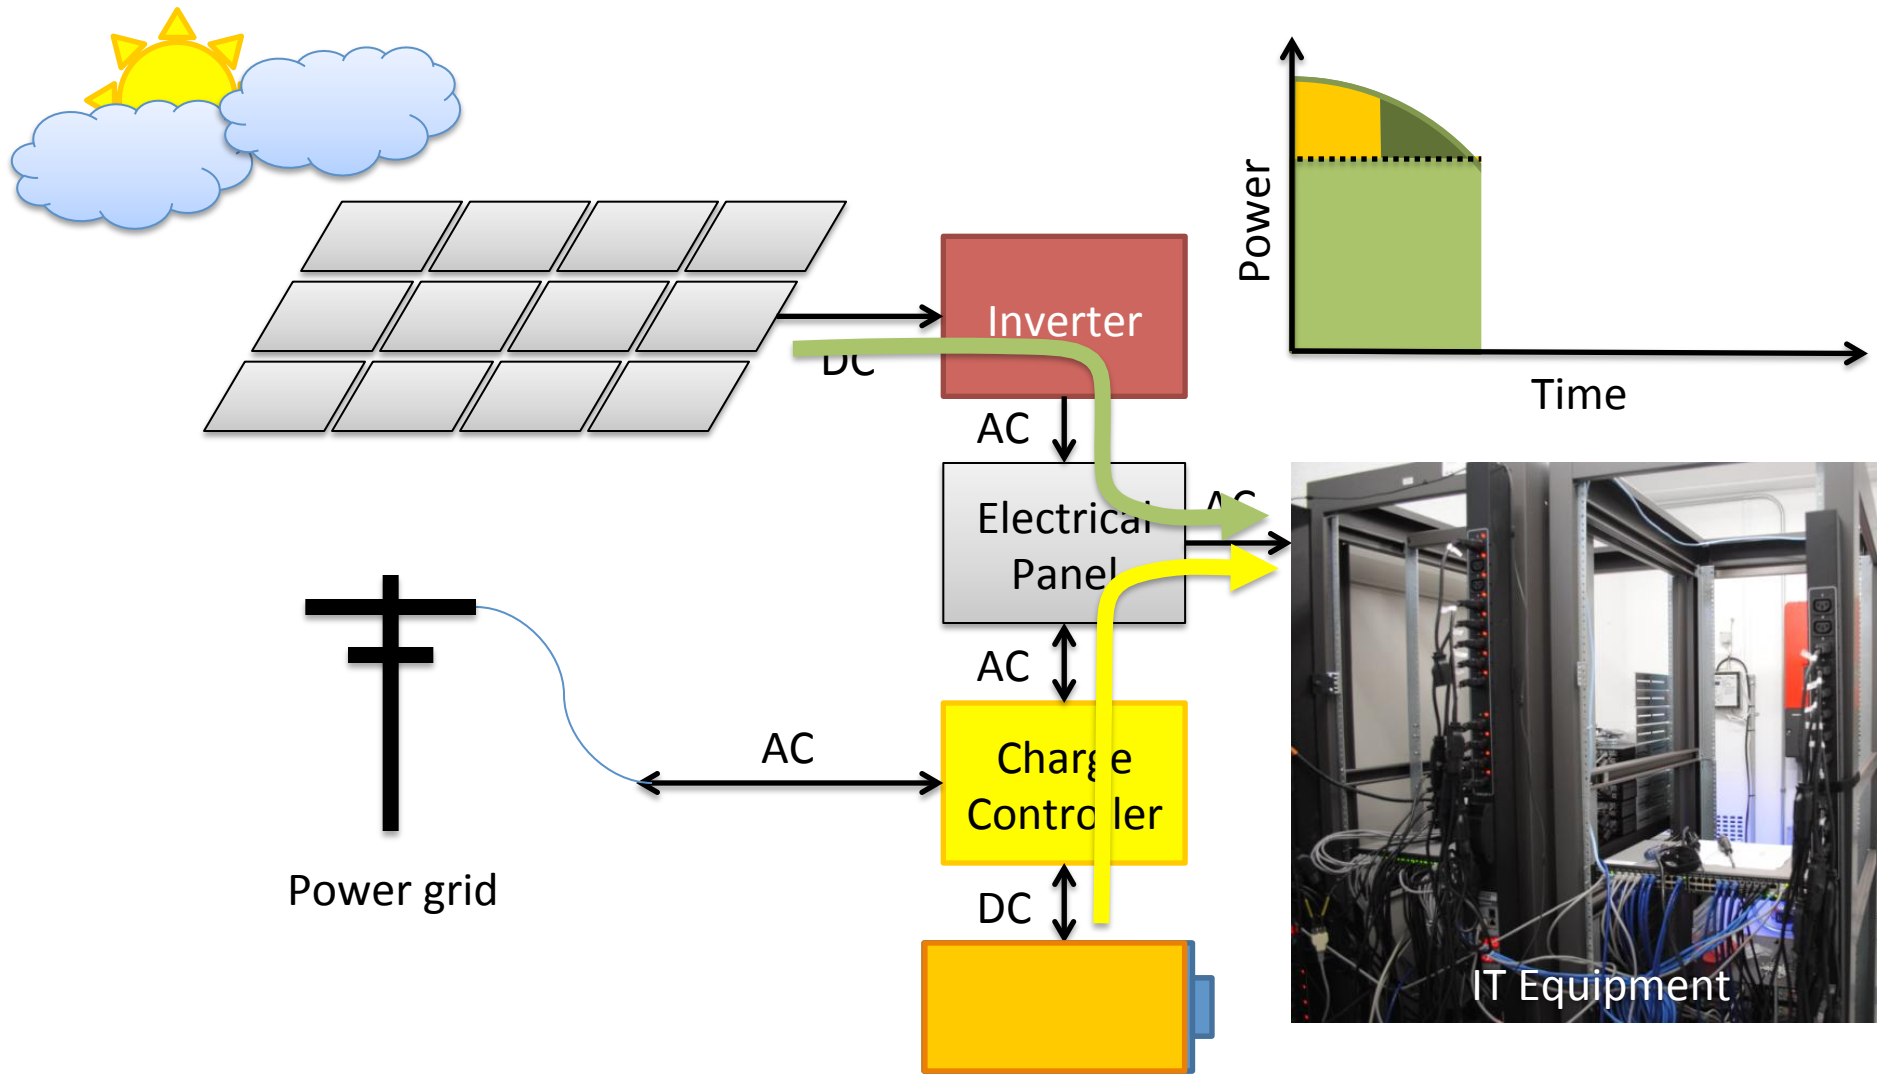 Power
Time
Inverter
DC
AC
Electrical
Panel
AC
AC
Charge
Controller
AC
DC
Power grid
IT Equipment